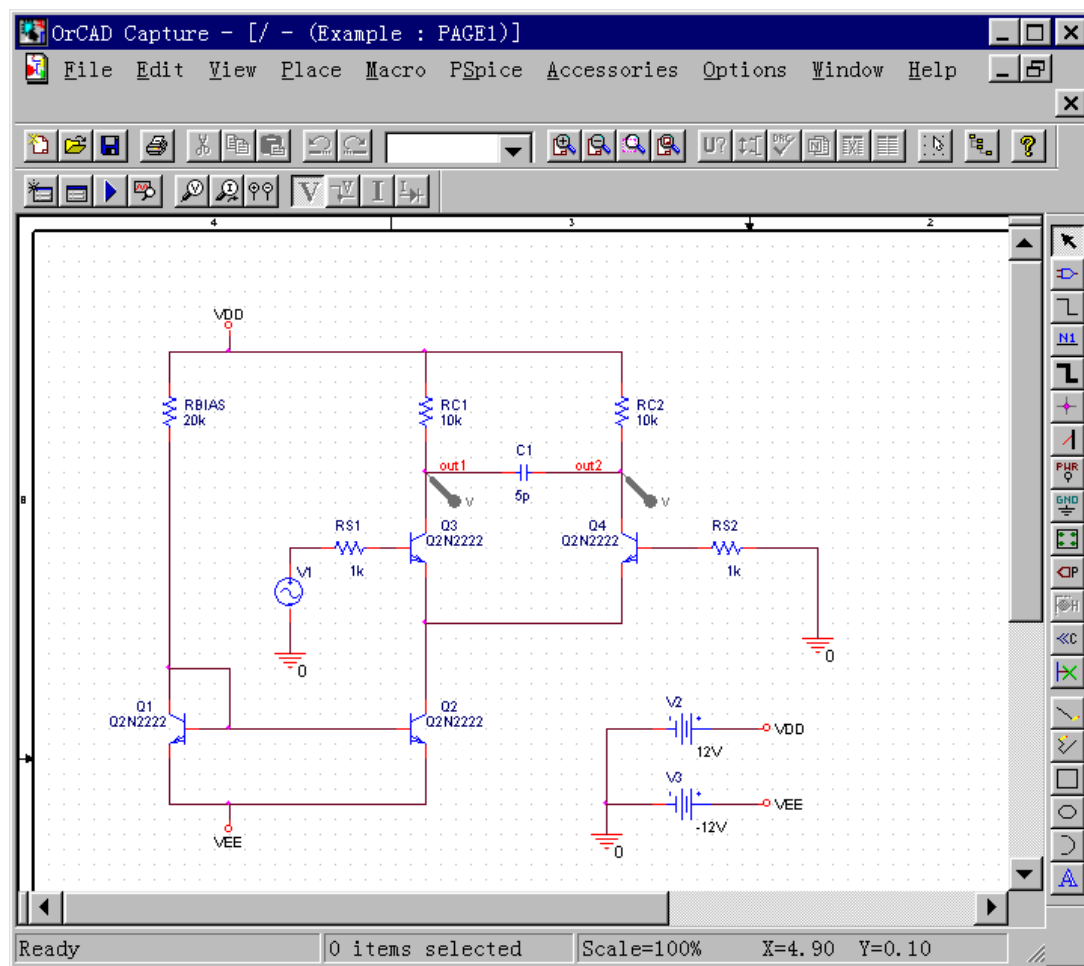 OrCAD Capture - [/ - (Example : PAGE1)]
File Edit View Place Macro PSpice Accessories Options Window Help
U? DRC N
V I V I
4 3 2
VDD
RBIAS
20k
RC1
10k
RC2
10k
C1
out1 out2
5p
V V
B
RS1
1k
Q3
Q2N2222
Q4
Q2N2222
RS2
1k
V1
0
0
Q1
Q2N2222
Q2
Q2N2222
V2
VDD
12V
V3
VEE
-12V
VEE
0
N1
PWR
GND
P
H
C
A
Ready 0 items selected Scale=100% X=4.90 Y=0.10